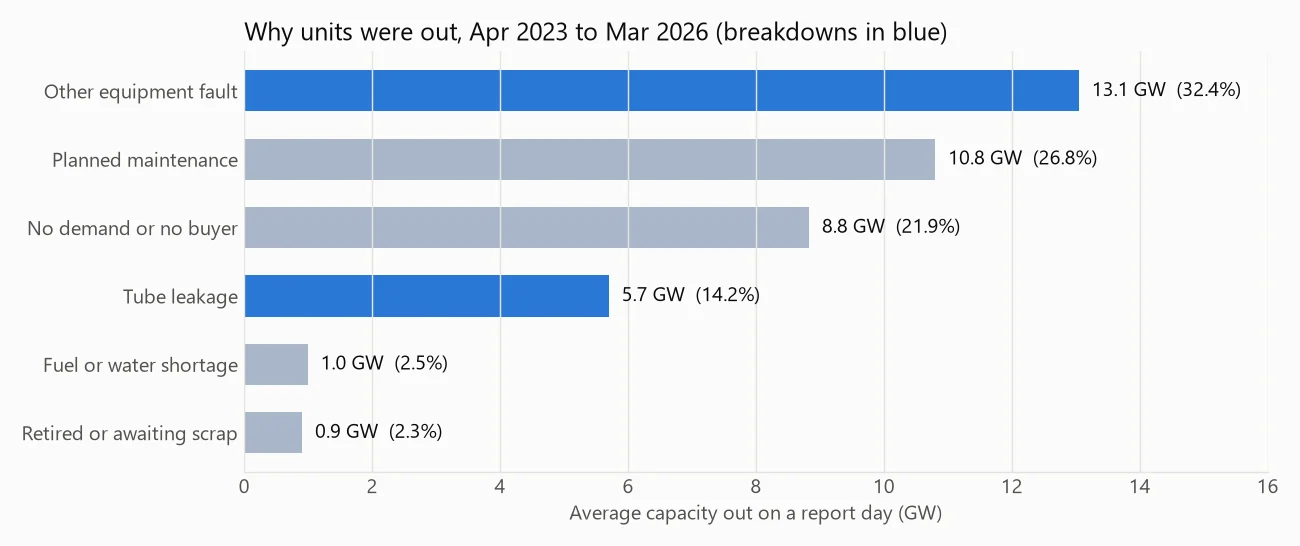 Why units were out, Apr 2023 to Mar 2026 (breakdowns in blue)
Other equipment fault 13.1 GW (32.4%)
Planned maintenance 10.8 GW (26.8%)
No demand or no buyer 8.8 GW (21.9%)
Tube leakage 5.7 GW (14.2%)
Fuel or water shortage 1.0 GW (2.5%)
Retired or awaiting scrap 0.9 GW (2.3%)
0 2 4 6 8 10 12 14 16
Average capacity out on a report day (GW)